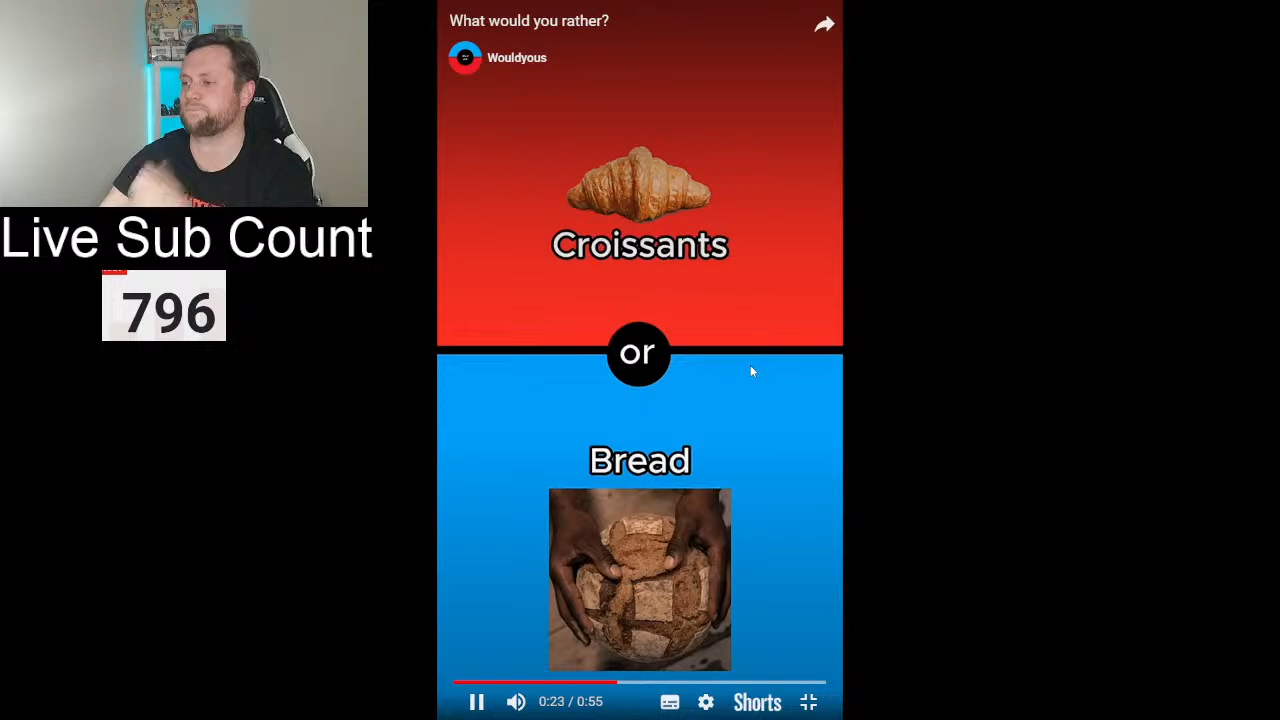 What would you rather?
Wouldyous
Live Sub Count
796
Croissants
or
Bread
0:23 / 0:55
Shorts